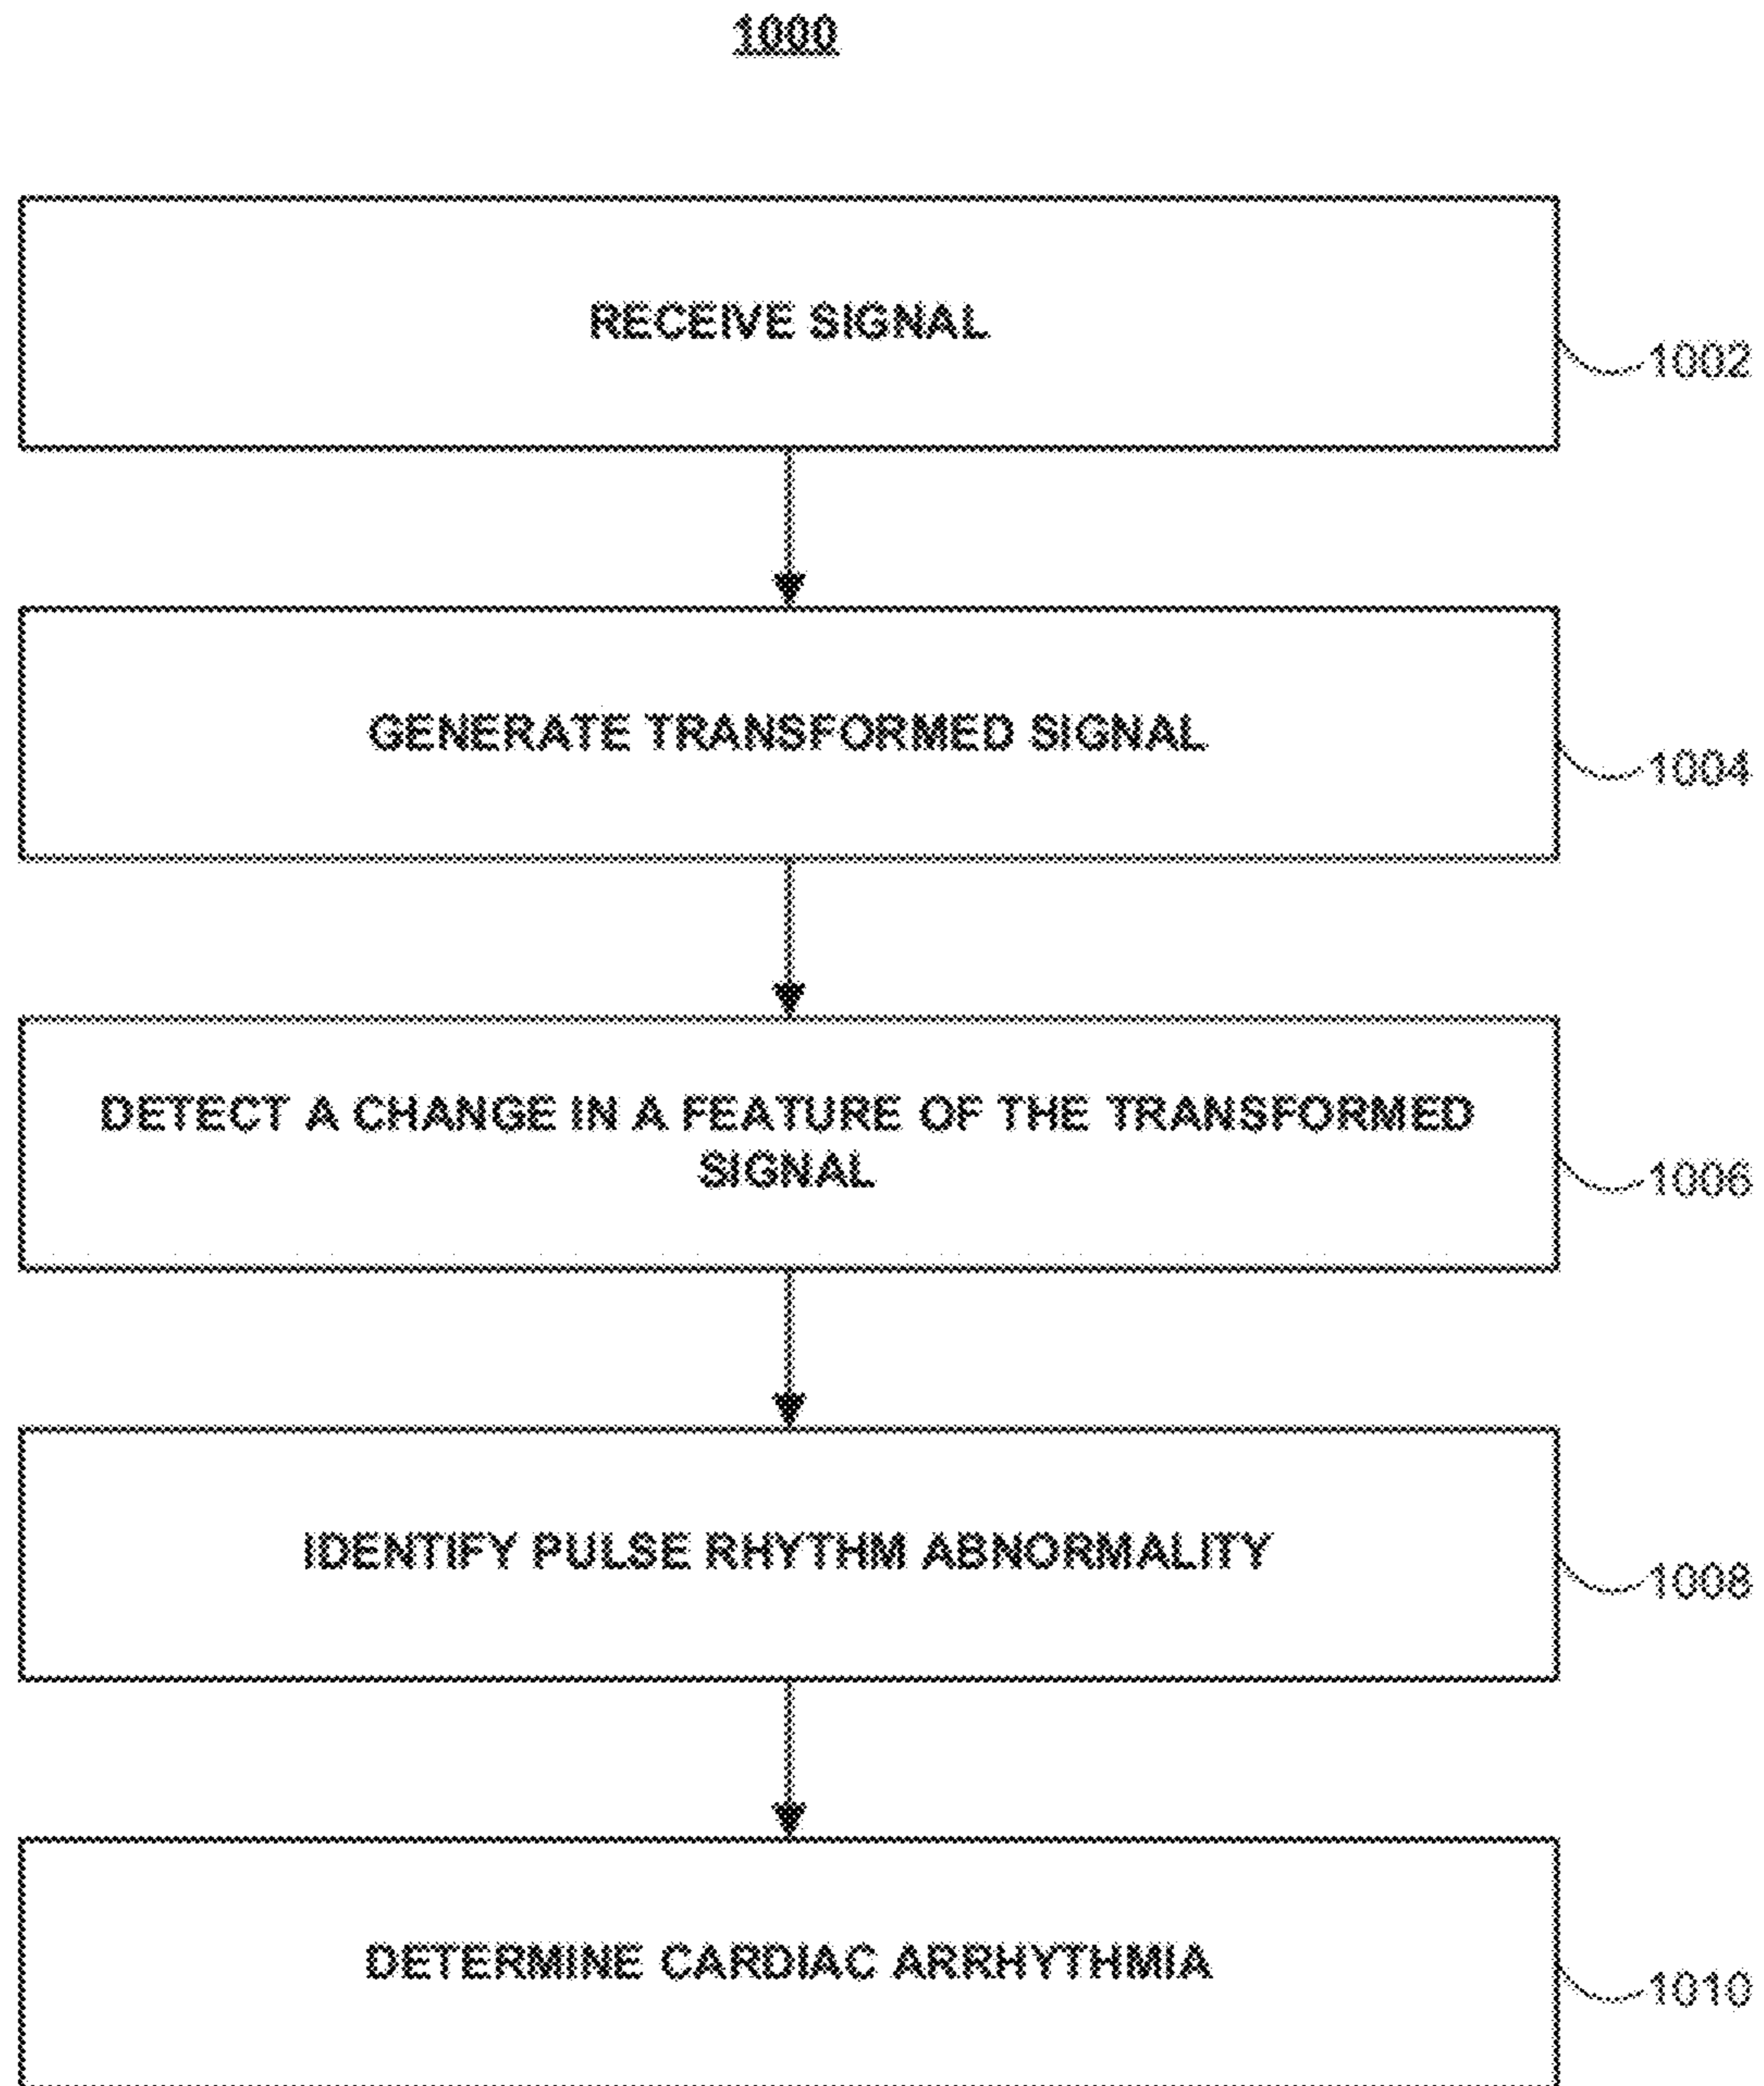 1000
RECEIVE SIGNAL
1002
GENERATE TRANSFORMED SIGNAL
1004
DETECT A CHANGE IN A FEATURE OF THE TRANSFORMED
SIGNAL
1006
IDENTIFY PULSE RHYTHM ABNORMALITY
1008
DETERMINE CARDIAC ARRHYTHMIA
1010